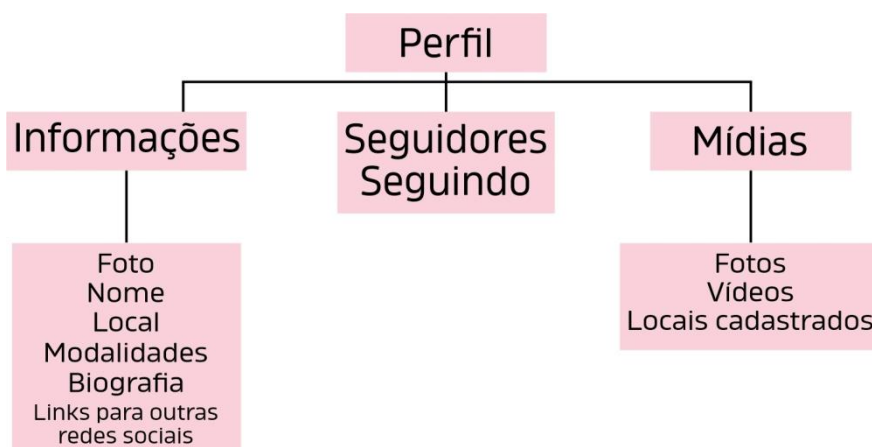 Perfil
Informações
Seguidores
Seguindo
Mídias
Foto
Nome
Local
Modalidades
Biografia
Links para outras
redes sociais
Fotos
Vídeos
Locais cadastrados